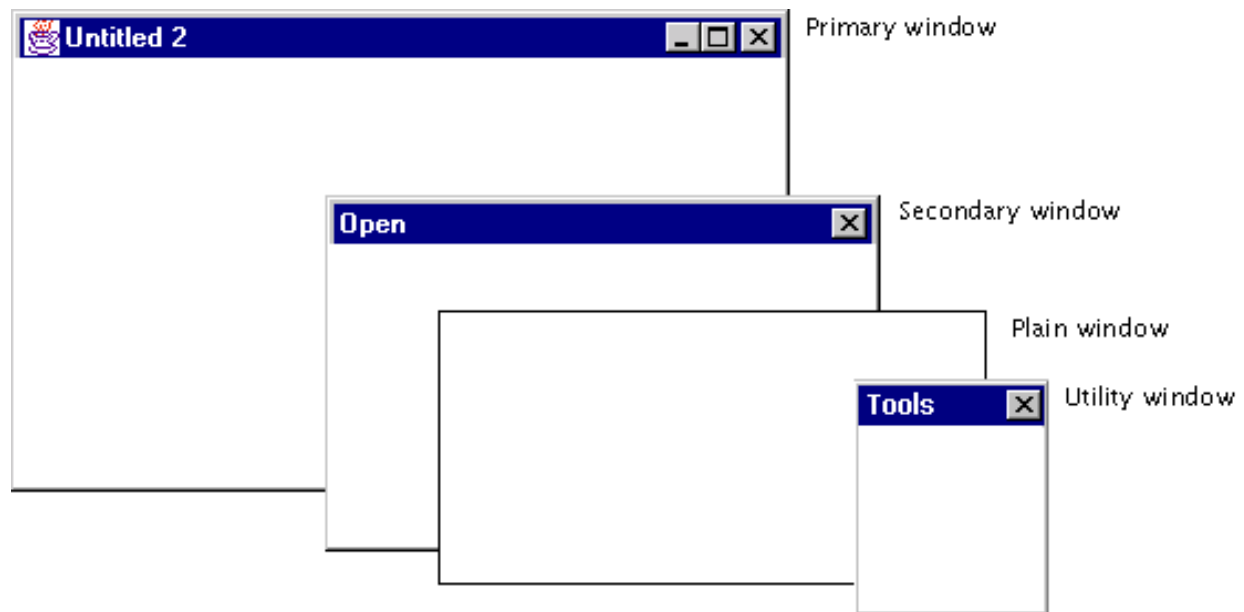 Untitled 2
Primary window
Open
Secondary window
Plain window
Tools
Utility window